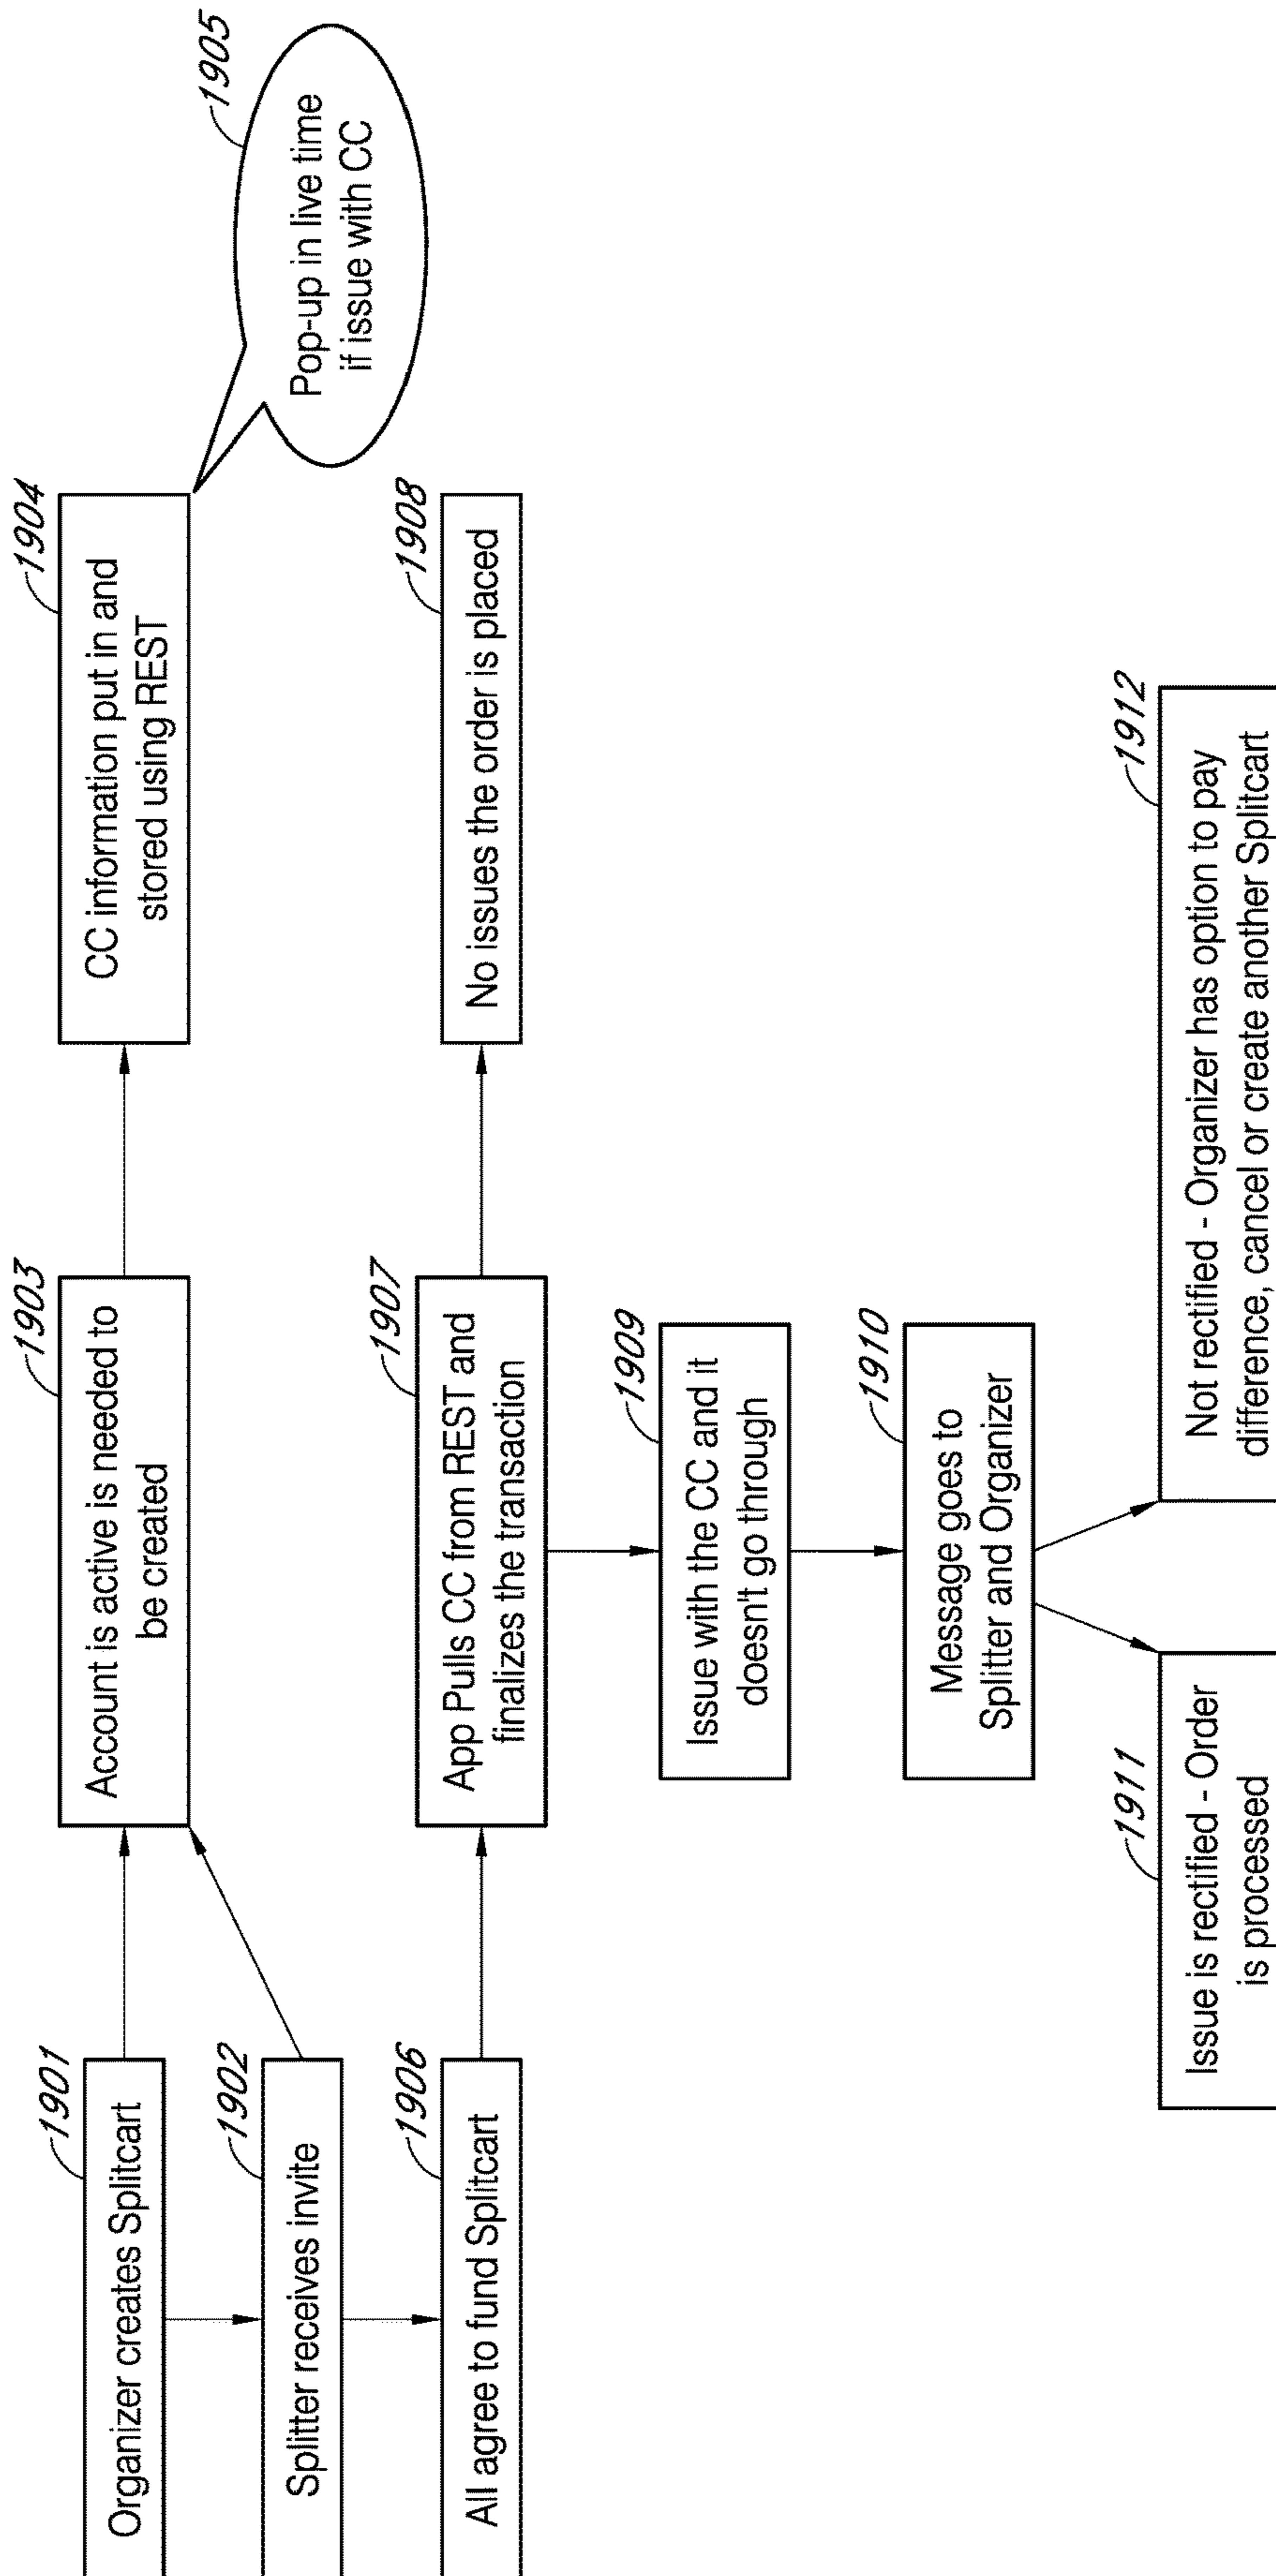 1901
Organizer creates Splitcart
1903
Account is active is needed to
be created
1904
CC information put in and
stored using REST
1905
Pop-up in live time
if issue with CC
1902
Splitter receives invite
1906
All agree to fund Splitcart
1907
App Pulls CC from REST and
finalizes the transaction
1908
No issues the order is placed
1909
Issue with the CC and it
doesn't go through
1910
Message goes to
Splitter and Organizer
1911
Issue is rectified - Order
is processed
1912
Not rectified - Organizer has option to pay
difference, cancel or create another Splitcart